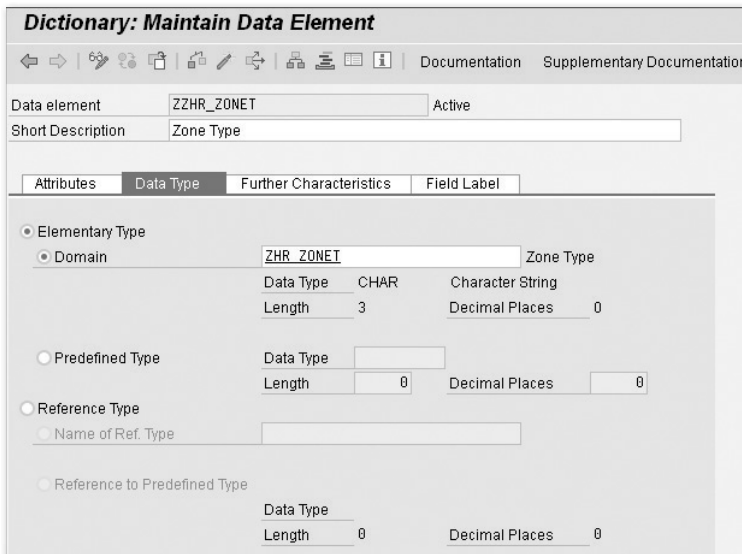 Dictionary: Maintain Data Element
Documentation Supplementary Documentation
Data element ZZHR_ZONET Active
Short Description Zone Type
Attributes Data Type Further Characteristics Field Label
Elementary Type
Domain ZHR_ZONET Zone Type
Data Type CHAR Character String
Length 3 Decimal Places 0
Predefined Type Data Type
Length 0 Decimal Places 0
Reference Type
Name of Ref. Type
Reference to Predefined Type
Data Type
Length 0 Decimal Places 0